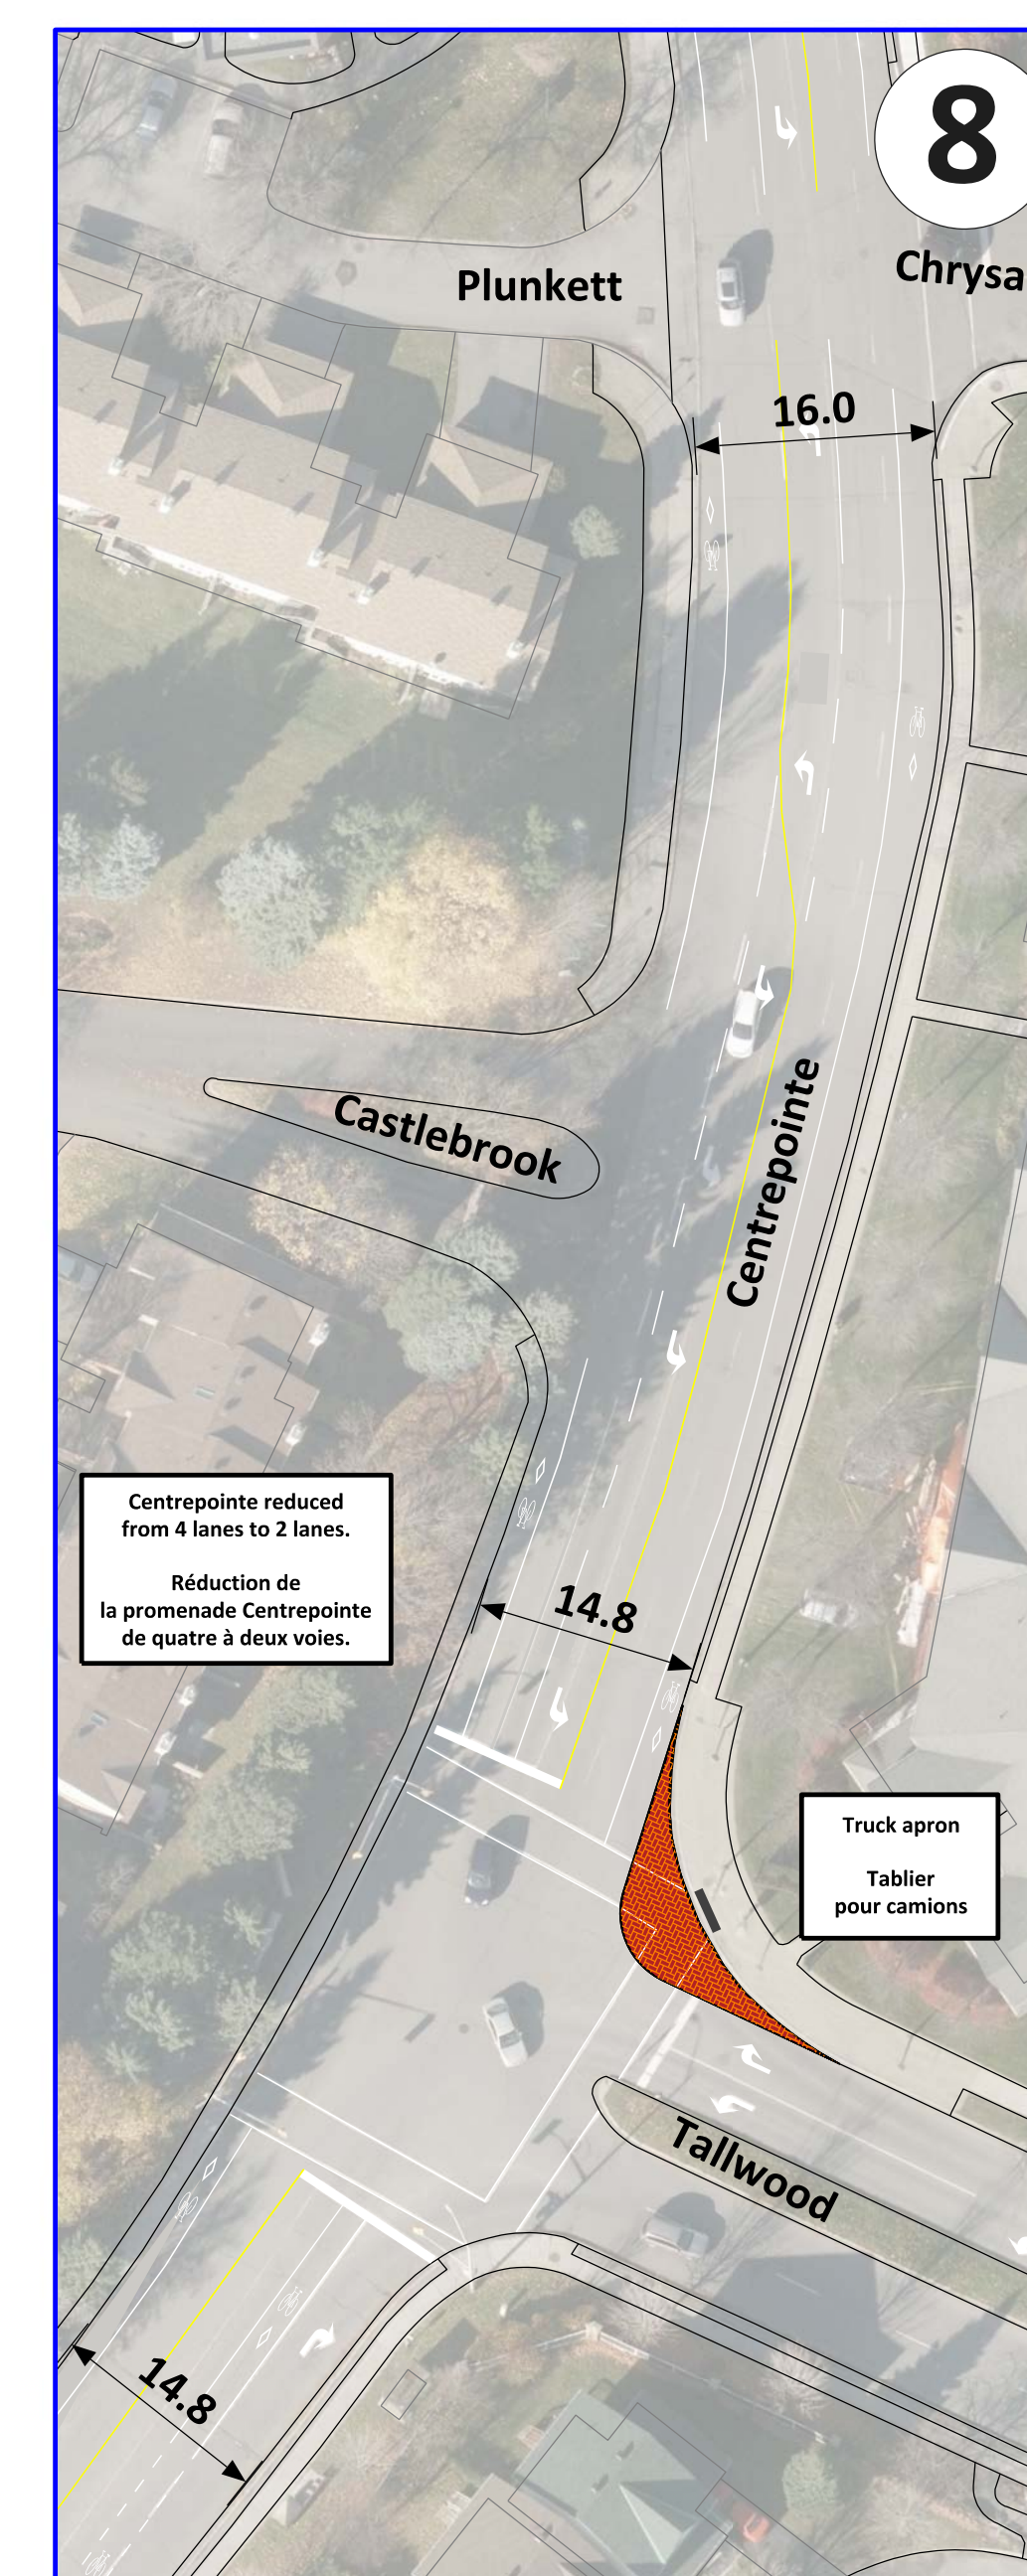 8
Plunkett
Chrysa
16.0
Castlebrook
Centrepointe
Centrepointe reduced
from 4 lanes to 2 lanes.
Réduction de
la promenade Centrepointe
de quatre à deux voies.
14.8
Truck apron
Tablier
pour camions
Tallwood
14.8